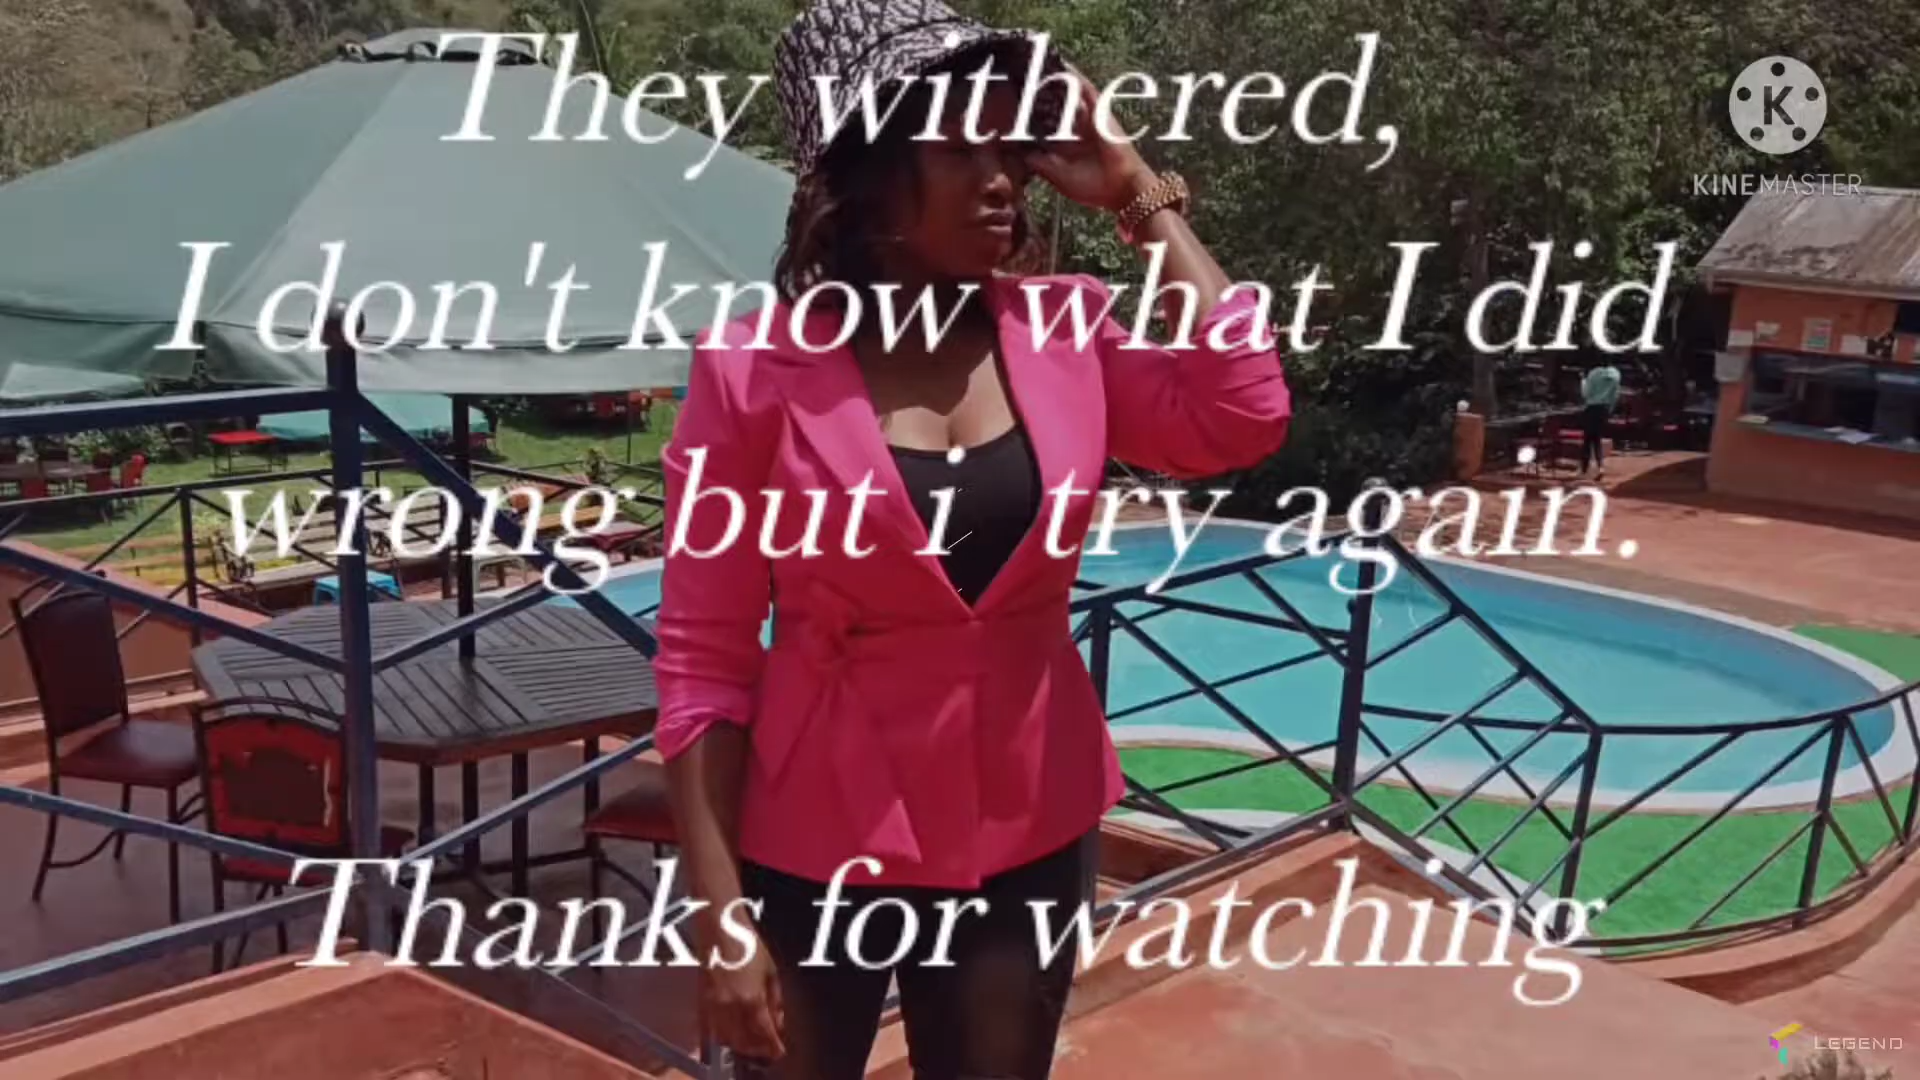 They withered,
I don't know what I did
wrong but i try again.
Thanks for watching
K
KINEMASTER
LEGEND